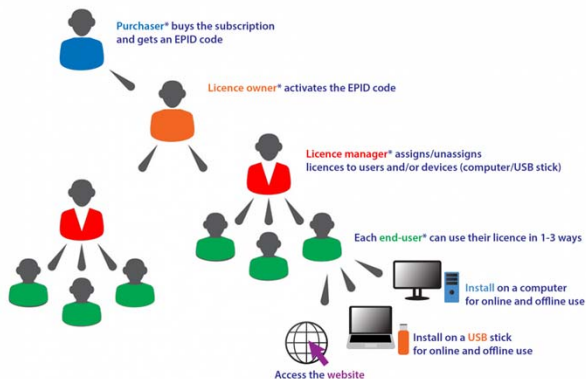 Purchaser* buys the subscription
and gets an EPID code
Licence owner* activates the EPID code
Licence manager* assigns/unassigns
licences to users and/or devices (computer/USB stick)
Each end-user* can use their licence in 1-3 ways
Install on a computer
for online and offline use
Install on a USB stick
for online and offline use
Access the website